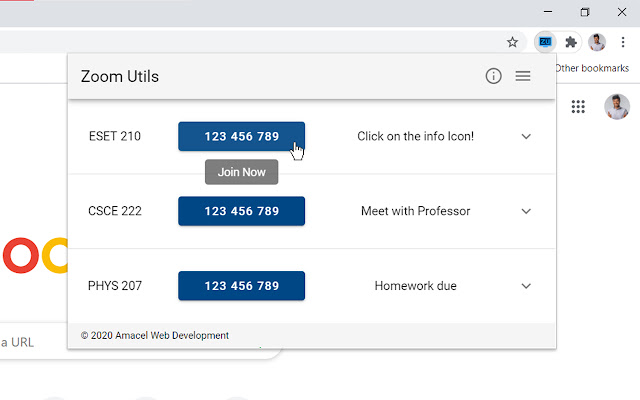 Other bookmarks
ZU
Zoom Utils
ESET 210
123 456 789
Click on the info Icon!
Join Now
CSCE 222
123 456 789
Meet with Professor
PHYS 207
123 456 789
Homework due
© 2020 Amacel Web Development
a URL